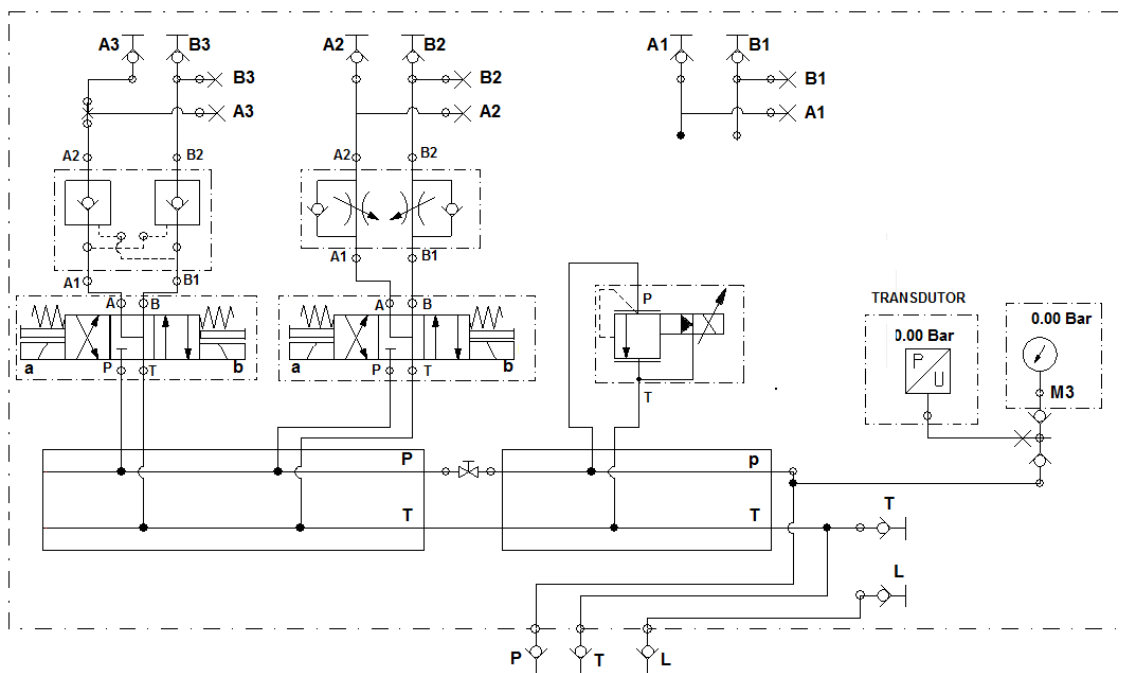 A3 B3 A2 B2 A1 B1
B3 B2 B1
A3 A2 A1
A2 B2 A2 B2
A1 B1
A1 B1
A B A B P
TRANSDUTOR
0.00 Bar 0.00 Bar
P
U
M3
a P T b a P T b
T
P p
T T T
L
P T L